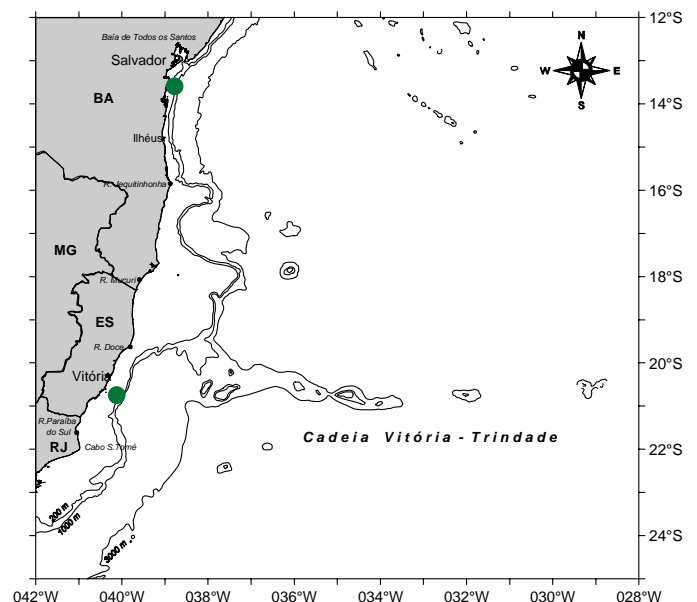 12°S
Baía de Todos os Santos
Salvador
N
W E
S
BA
14°S
Ilhéus
R. Jequitinhonha
16°S
MG
R. Mucuri
18°S
ES
R. Doce
20°S
Vitória
R.Paraíba
do Sul
RJ
Cabo S.Tomé
Cadeia Vitória - Trindade
22°S
200 m
1000 m
3000 m
24°S
042°W 040°W 038°W 036°W 034°W 032°W 030°W 028°W